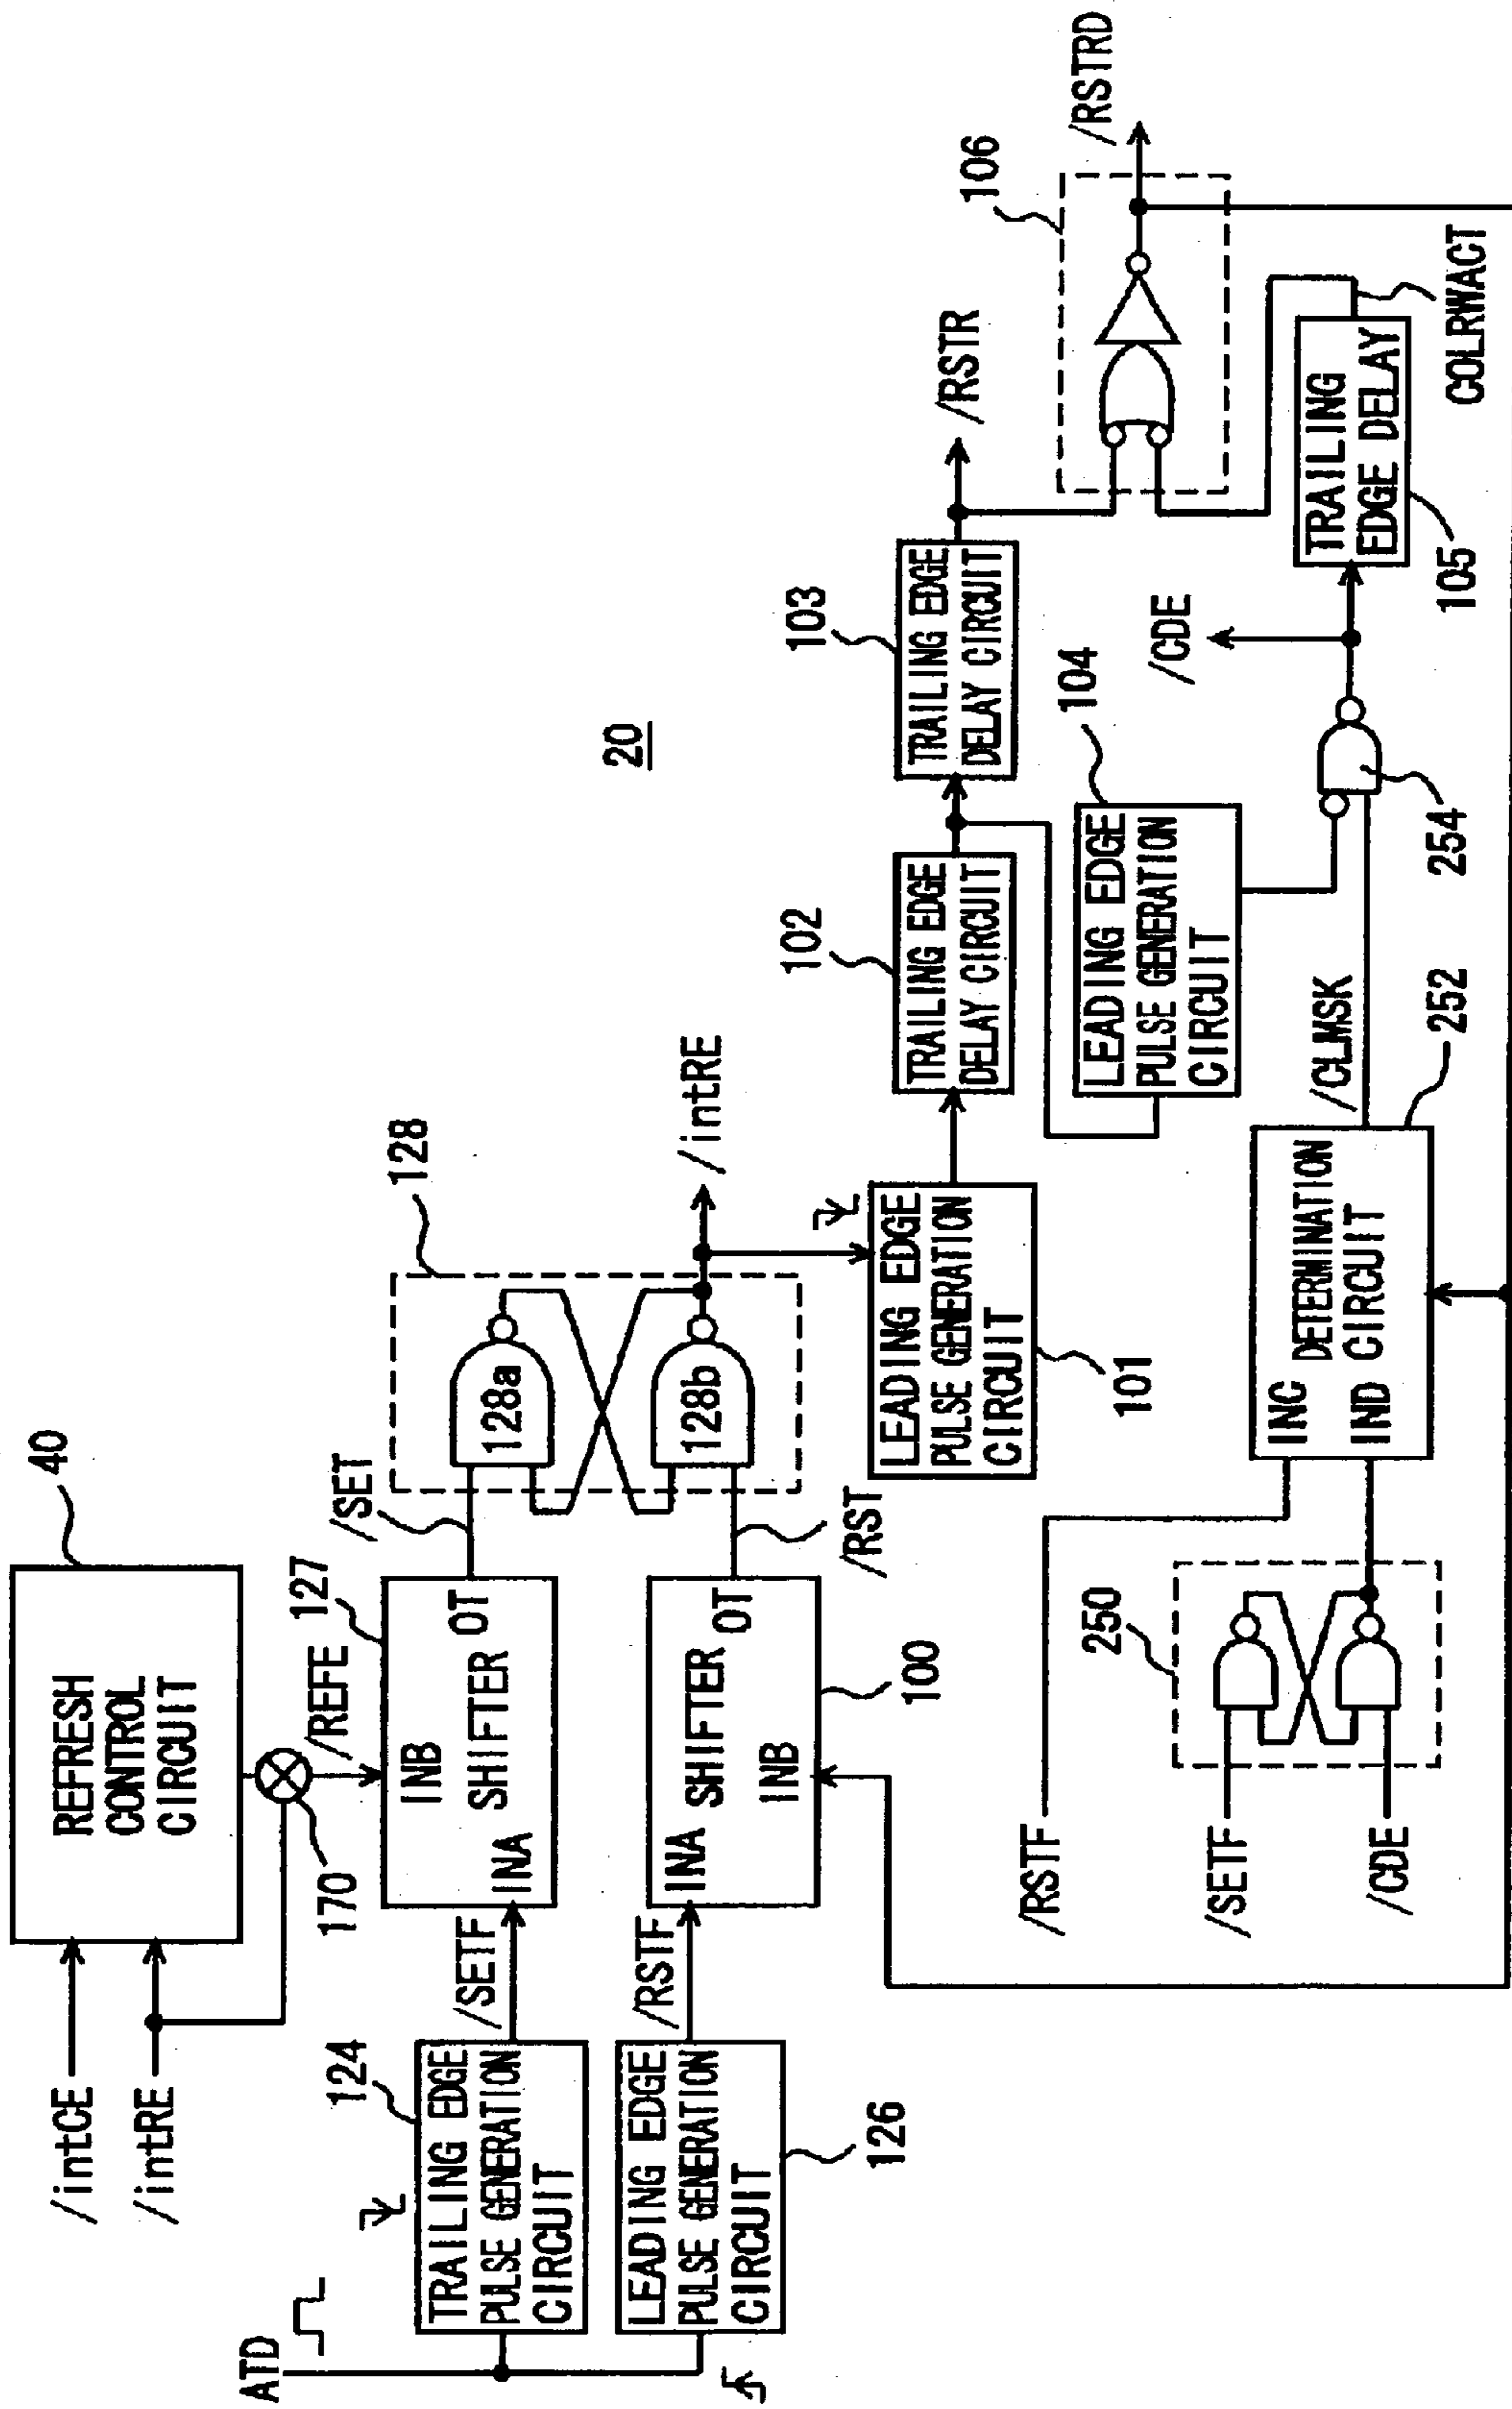 /intCE
/intRE
REFRESH
CONTROL
CIRCUIT
40
170
/REFE
ATD
124
TRAILING EDGE
PULSE GENERATION
CIRCUIT
/SETF
127
INB
SHIFTER
INA
OT
/SET
128
128a
128b
/intRE
LEADING EDGE
PULSE GENERATION
CIRCUIT
126
/RSTF
INA
SHIFTER
OT
INB
100
/RST
LEADING EDGE
PULSE GENERATION
CIRCUIT
101
20
102
TRAILING EDGE
DELAY CIRCUIT
103
TRAILING EDGE
DELAY CIRCUIT
/RSTR
104
LEADING EDGE
PULSE GENERATION
CIRCUIT
106
/RSTRD
/CDE
/RSTF
/SETF
/CDE
250
INC
IND
DETERMINATION
CIRCUIT
252
/CLMSK
254
TRAILING
EDGE DELAY
105
COLRWACT